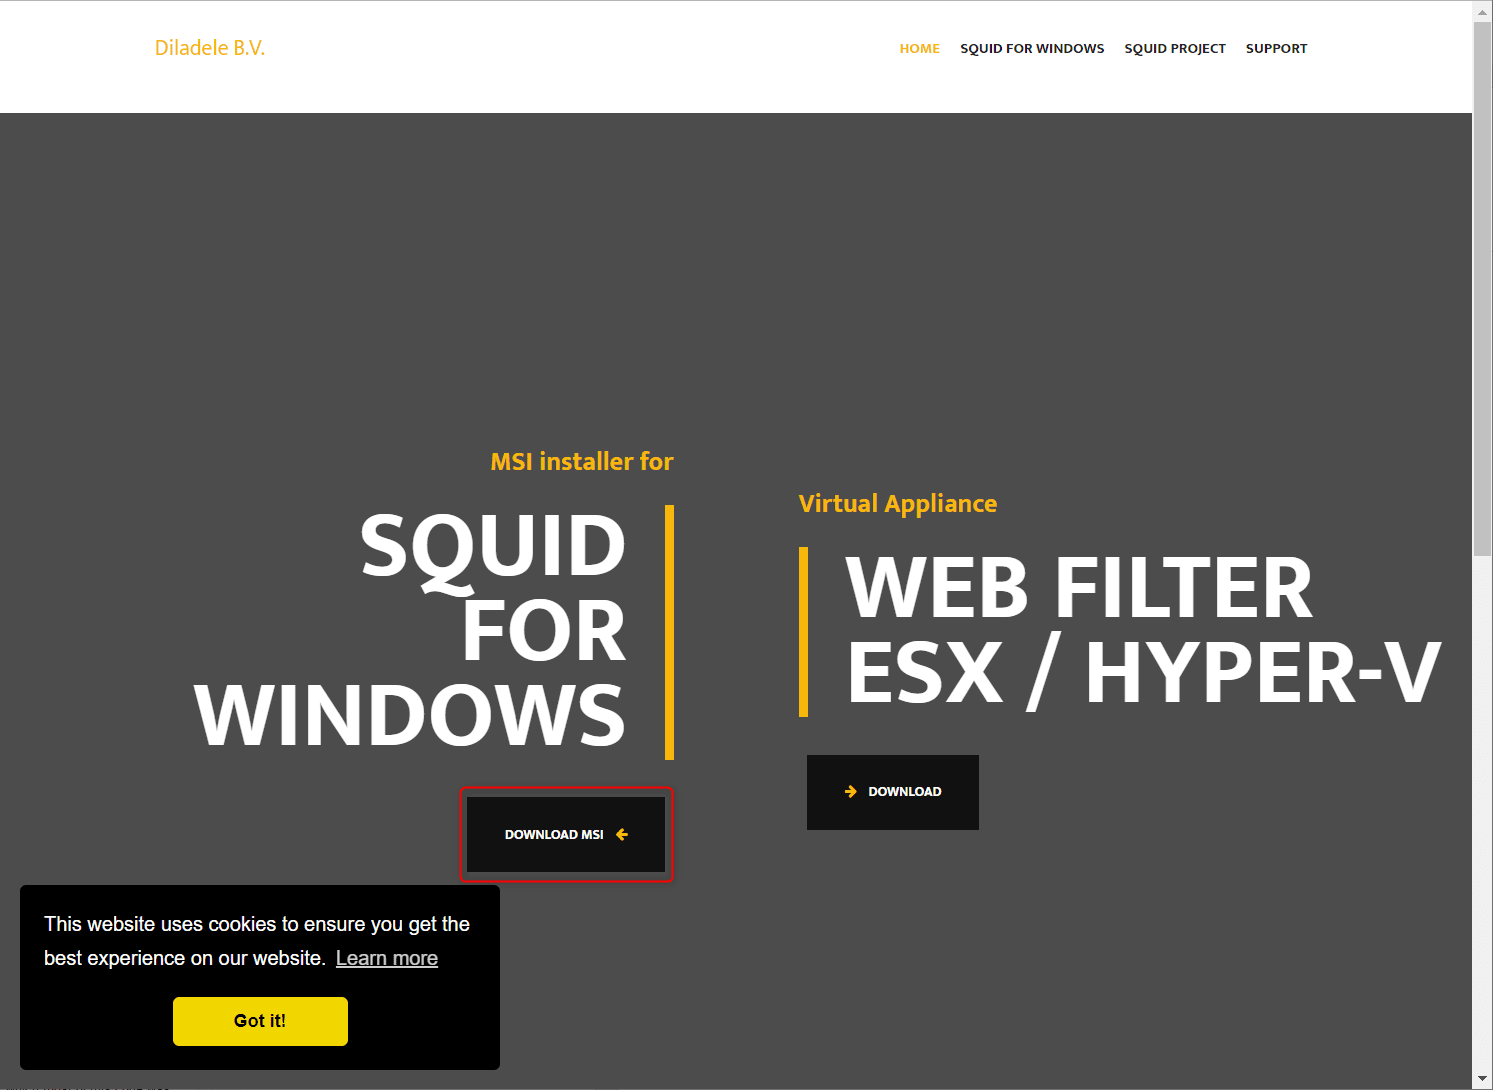 Diladele B.V.
HOME SQUID FOR WINDOWS SQUID PROJECT SUPPORT
MSI installer for
SQUID
FOR
WINDOWS
DOWNLOAD MSI
Virtual Appliance
WEB FILTER
ESX / HYPER-V
DOWNLOAD
This website uses cookies to ensure you get the
best experience on our website. Learn more
Got it!